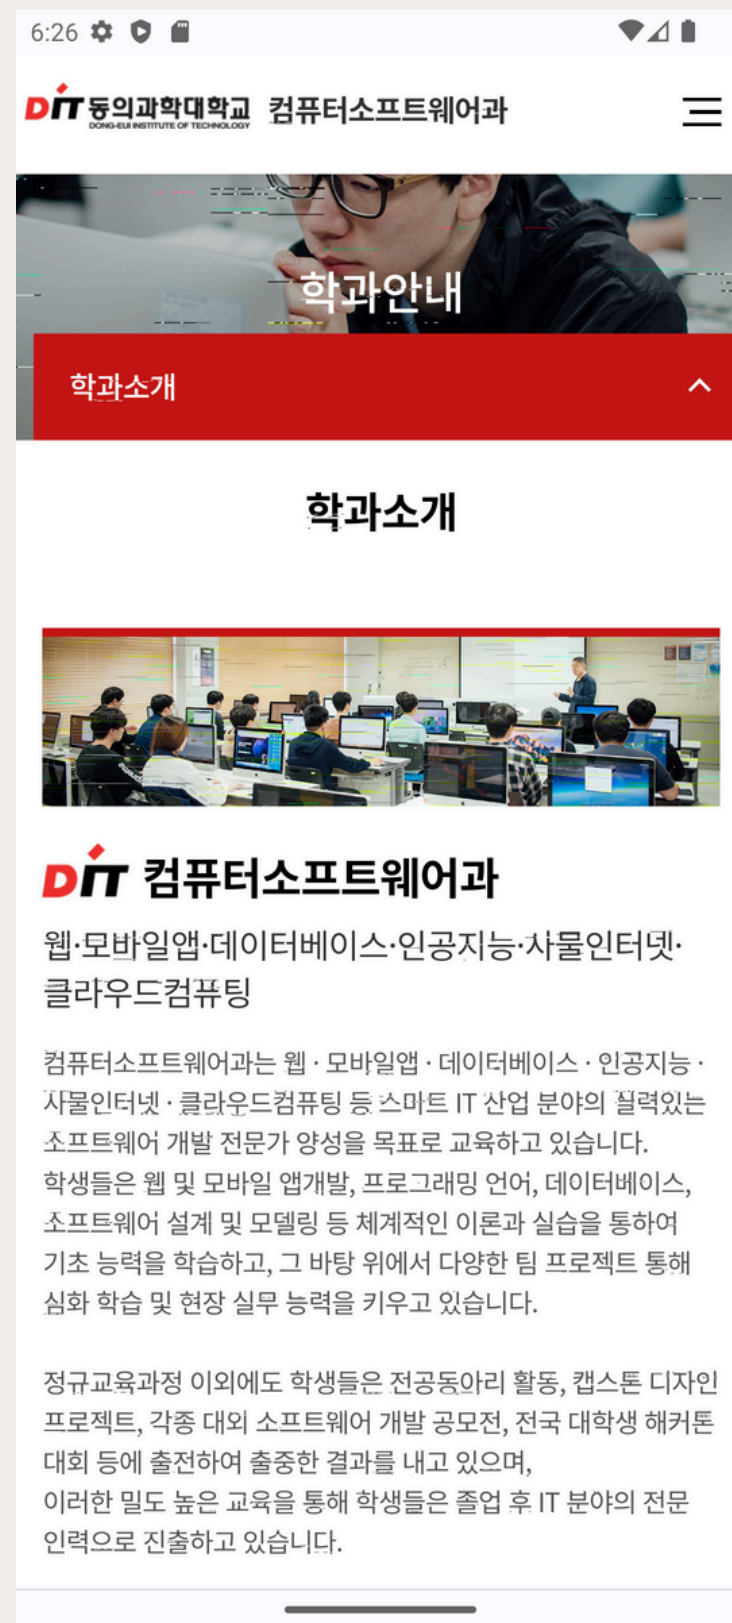 6:26
DIT 동의과학대학교 컴퓨터소프트웨어과
DONG-EUI INSTITUTE OF TECHNOLOGY
학과안내
학과소개
학과소개
DIT 컴퓨터소프트웨어과
웹·모바일앱·데이터베이스·인공지능·사물인터넷·
클라우드컴퓨팅
컴퓨터소프트웨어과는 웹 · 모바일앱 · 데이터베이스 · 인공지능 ·
사물인터넷 · 클라우드컴퓨팅 등 스마트 IT 산업 분야의 실력있는
소프트웨어 개발 전문가 양성을 목표로 교육하고 있습니다.
학생들은 웹 및 모바일 앱개발, 프로그래밍 언어, 데이터베이스,
소프트웨어 설계 및 모델링 등 체계적인 이론과 실습을 통하여
기초 능력을 학습하고, 그 바탕 위에서 다양한 팀 프로젝트 통해
심화 학습 및 현장 실무 능력을 키우고 있습니다.
정규교육과정 이외에도 학생들은 전공동아리 활동, 캡스톤 디자인
프로젝트, 각종 대외 소프트웨어 개발 공모전, 전국 대학생 해커톤
대회 등에 출전하여 출중한 결과를 내고 있으며,
이러한 밀도 높은 교육을 통해 학생들은 졸업 후 IT 분야의 전문
인력으로 진출하고 있습니다.